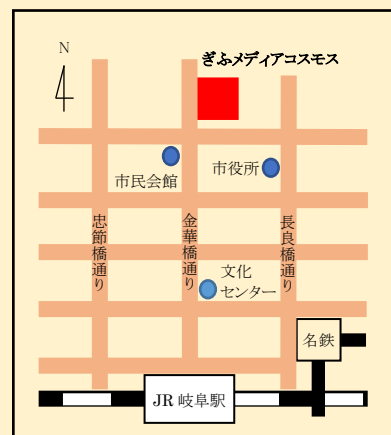 N
ぎふメディアコスモス
市民会館
市役所
忠節橋通り
金華橋通り
長良橋通り
文化
センター
名鉄
JR 岐阜駅